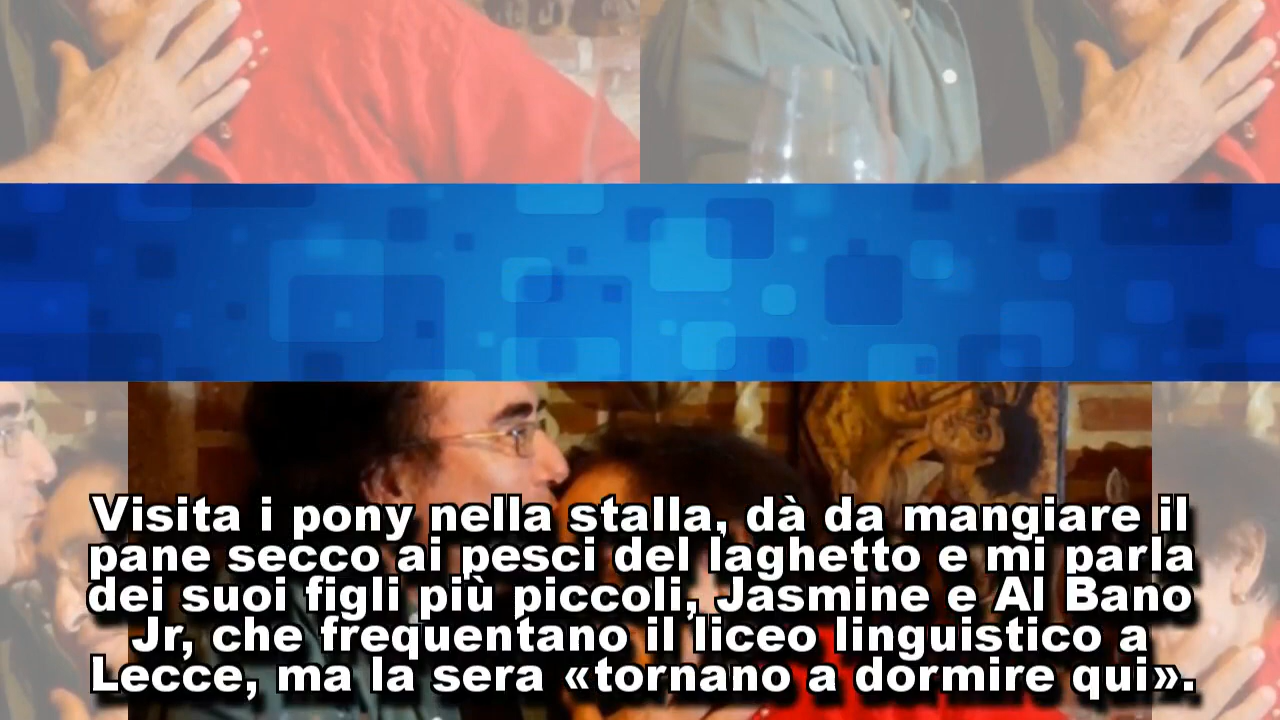 Visita i pony nella stalla, dà da mangiare il
pane secco ai pesci del laghetto e mi parla
dei suoi figli più piccoli, Jasmine e Al Bano
Jr, che frequentano il liceo linguistico a
Lecce, ma la sera «tornano a dormire qui».